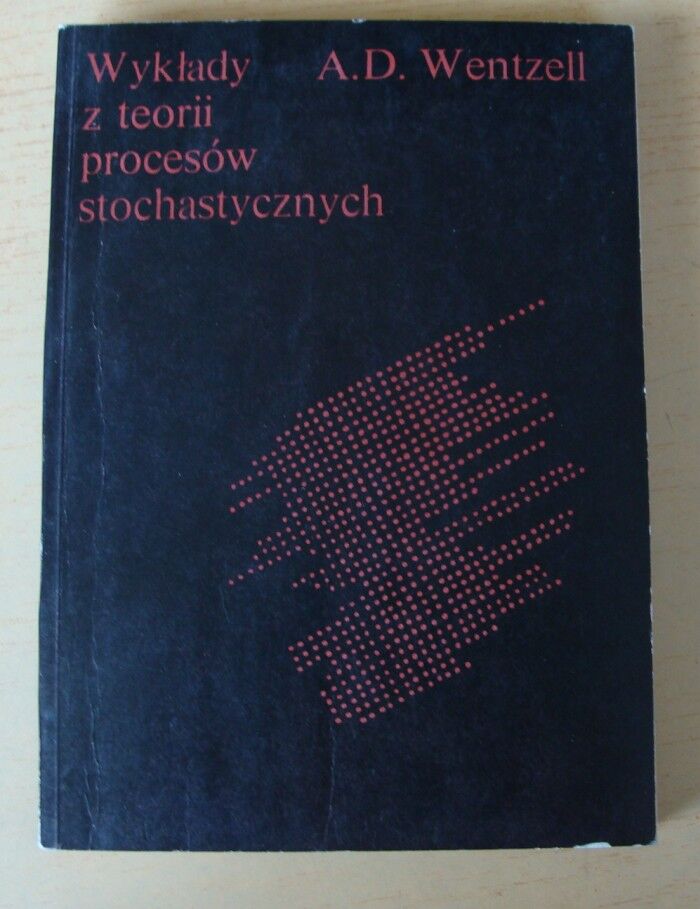 Wykłady A.D. Wentzell
z teorii
procesów
stochastycznych